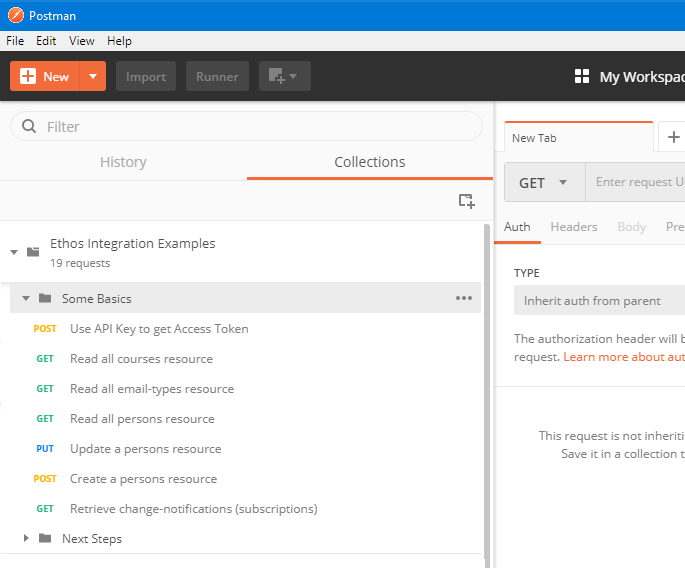 Postman
File Edit View Help
New Import Runner My Workspac
Filter
History Collections
New Tab
GET Enter request U
Auth Headers Body Pre
Ethos Integration Examples
19 requests
Some Basics
POST Use API Key to get Access Token
GET Read all courses resource
GET Read all email-types resource
GET Read all persons resource
PUT Update a persons resource
POST Create a persons resource
GET Retrieve change-notifications (subscriptions)
Next Steps
TYPE
Inherit auth from parent
The authorization header will b
request. Learn more about aut
This request is not inheriti
Save it in a collection t